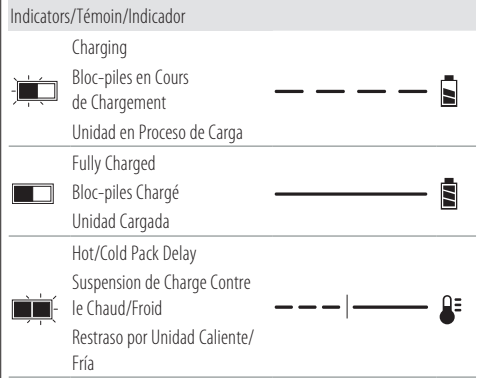 Indicators/Témoin/Indicador
Charging
Bloc-piles en Cours
de Chargement
Unidad en Proceso de Carga
Fully Charged
Bloc-piles Chargé
Unidad Cargada
Hot/Cold Pack Delay
Suspension de Charge Contre
le Chaud/Froid
Restraso por Unidad Caliente/
Fría